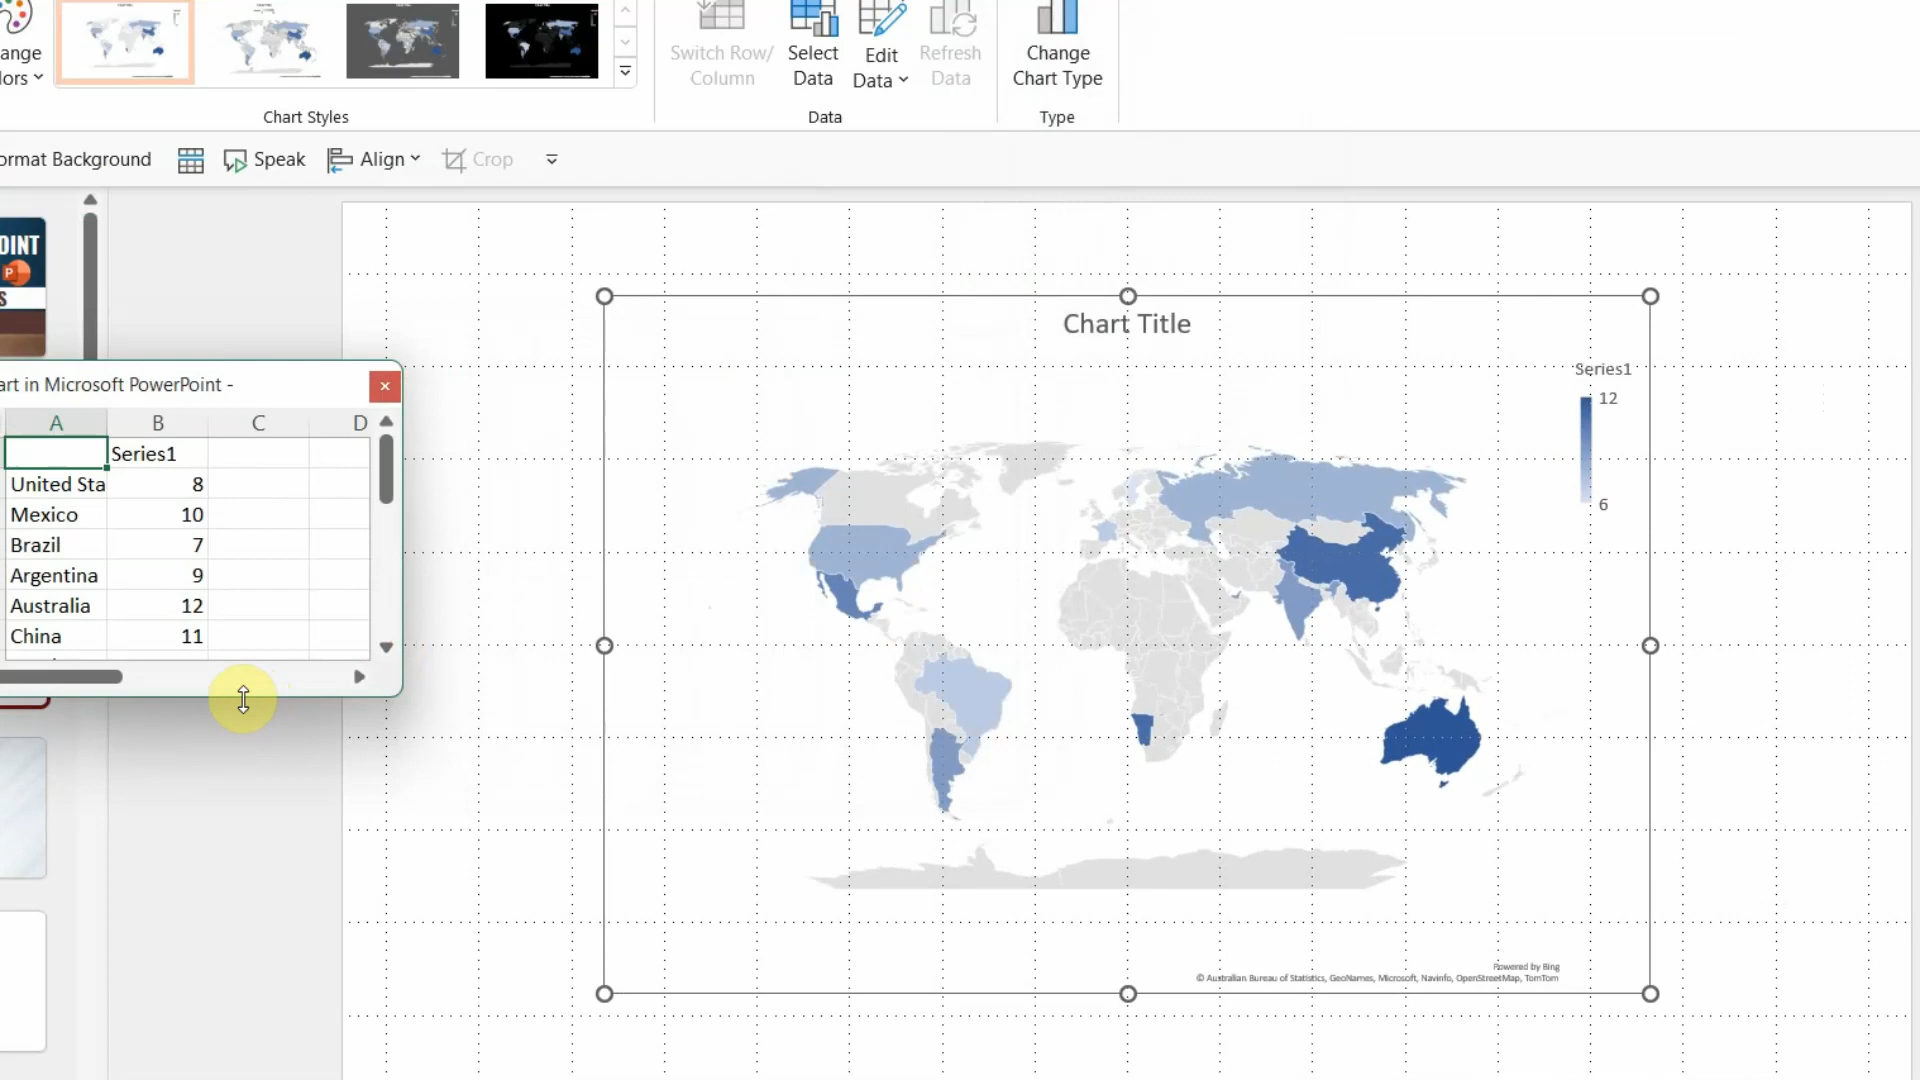 ange
ors
Chart Styles
Switch Row/
Column
Select
Data
Edit
Data
Refresh
Data
Data
Change
Chart Type
Type
ormat Background
Speak
Align
Crop
OINT
P
S
art in Microsoft PowerPoint -
A B C D
Series1
United Sta 8
Mexico 10
Brazil 7
Argentina 9
Australia 12
China 11
Chart Title
Series1
12
6
Powered by Bing
© Australian Bureau of Statistics, GeoNames, Microsoft, Navinfo, OpenStreetMap, TomTom